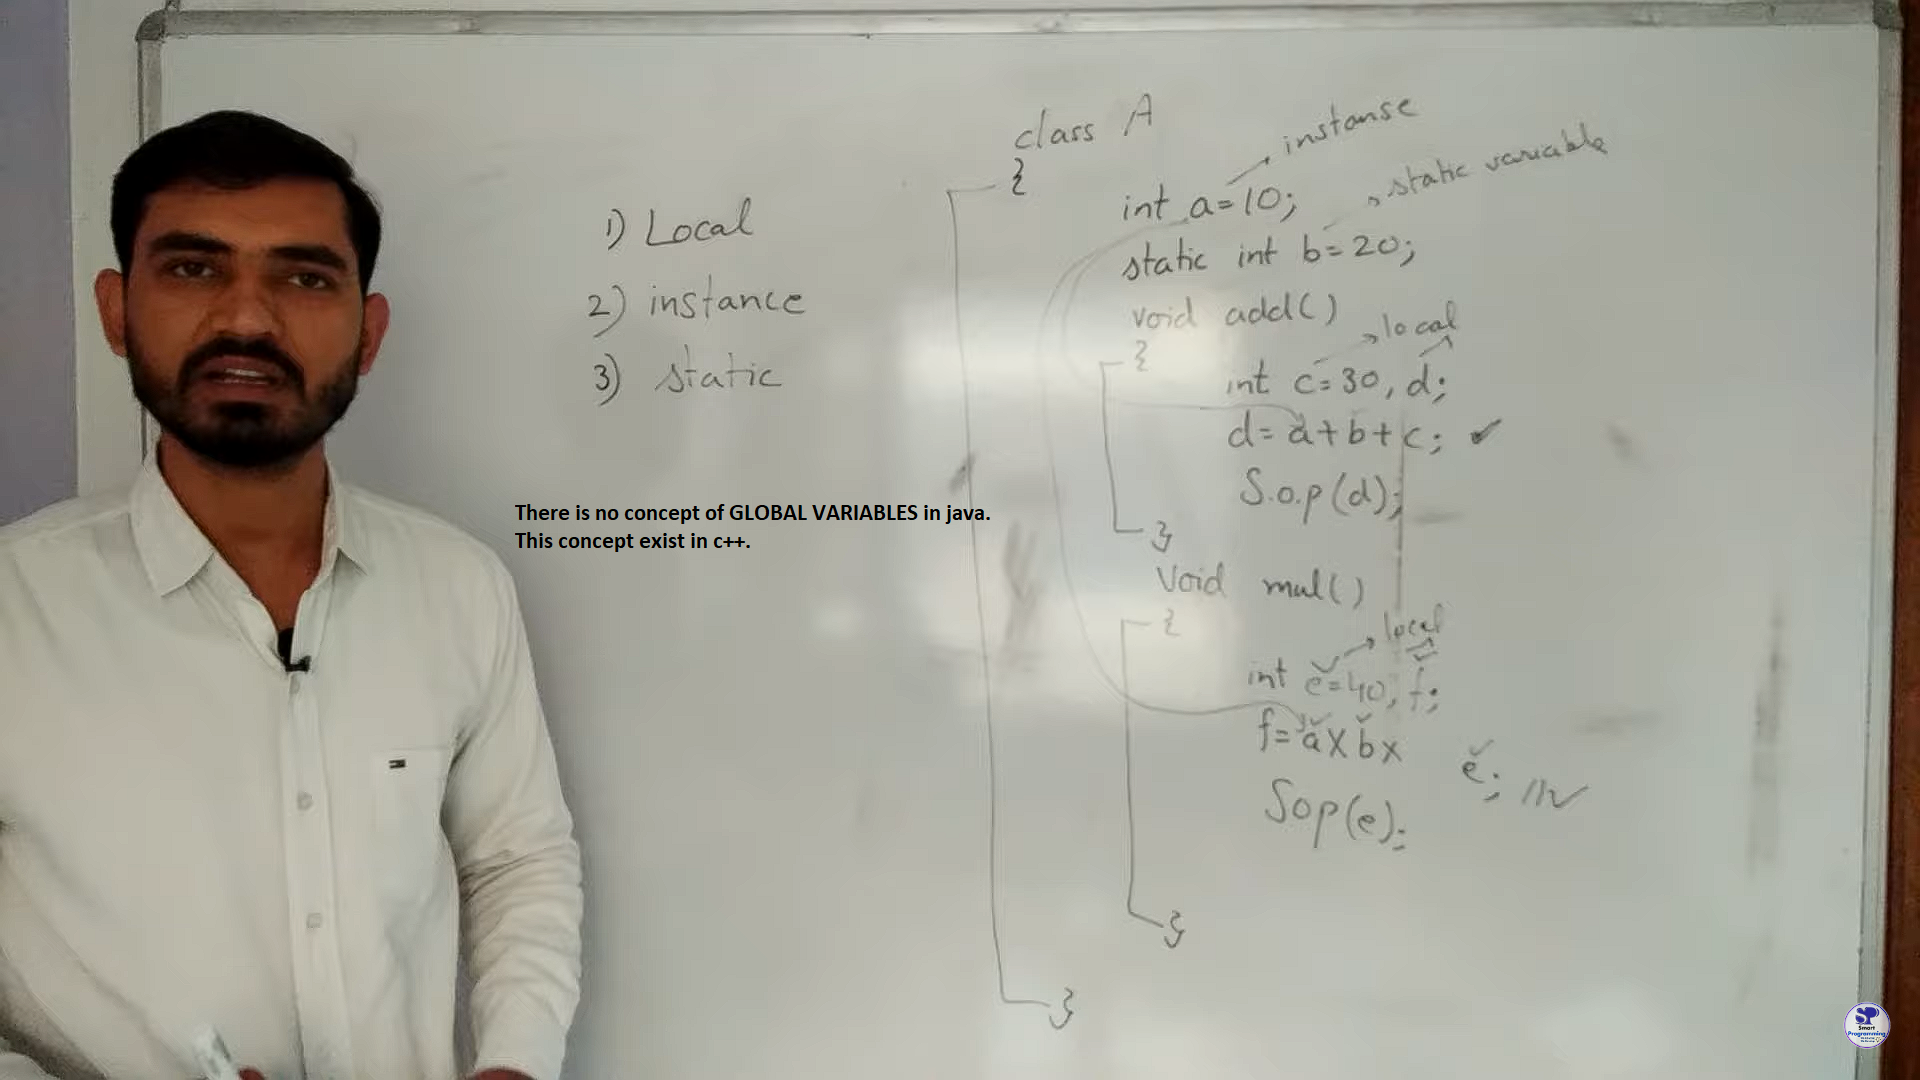 1) Local
2) instance
3) static
There is no concept of GLOBAL VARIABLES in java.
This concept exist in c++.
class A
{
instanse
int a=10;
static variable
static int b=20;
void add()
{
local
int c=30, d;
d=a+b+c; ✓
S.o.p(d);
}
Void mul()
{
local
int e=40, f;
f=axbx e;
Sop(e);
}
}
SP
Smart
Programming